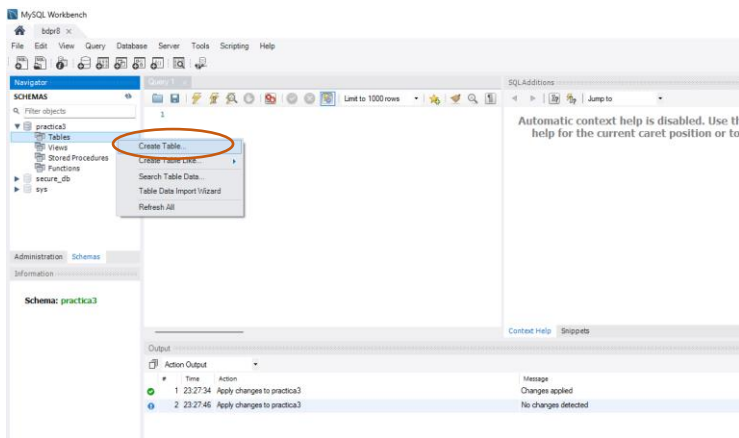 MySQL Workbench
bdpr8 ×
File Edit View Query Database Server Tools Scripting Help
Navigator
SCHEMAS
Filter objects
practica3
Tables
Views
Stored Procedures
Functions
secure_db
sys
Administration Schemas
Information
Schema: practica3
Query 1 ×
Limit to 1000 rows
1
Create Table...
Create Table Like...
Search Table Data...
Table Data Import Wizard
Refresh All
SQLAdditions
Jump to
Automatic context help is disabled. Use th
help for the current caret position or to
Context Help Snippets
Output
Action Output
# Time Action Message
1 23:27:34 Apply changes to practica3 Changes applied
2 23:27:46 Apply changes to practica3 No changes detected